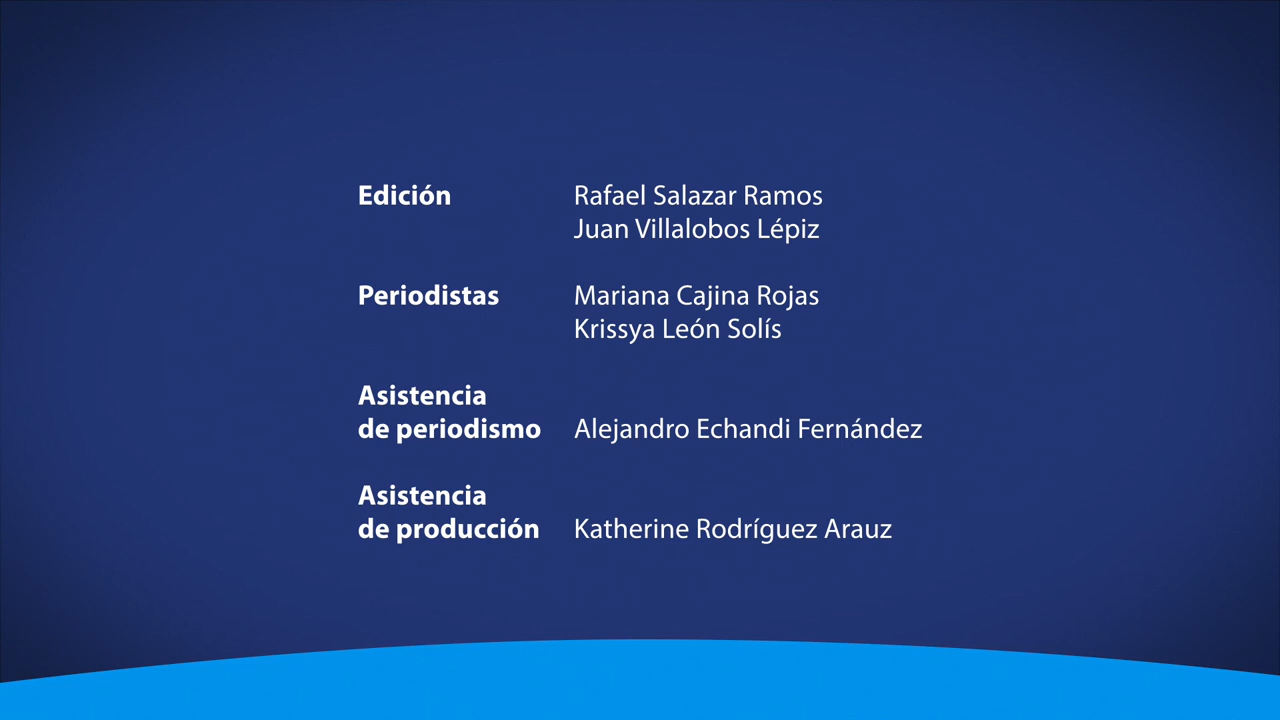 Edición Rafael Salazar Ramos
Juan Villalobos Lépiz
Periodistas Mariana Cajina Rojas
Krissya León Solís
Asistencia
de periodismo Alejandro Echandi Fernández
Asistencia
de producción Katherine Rodríguez Arauz